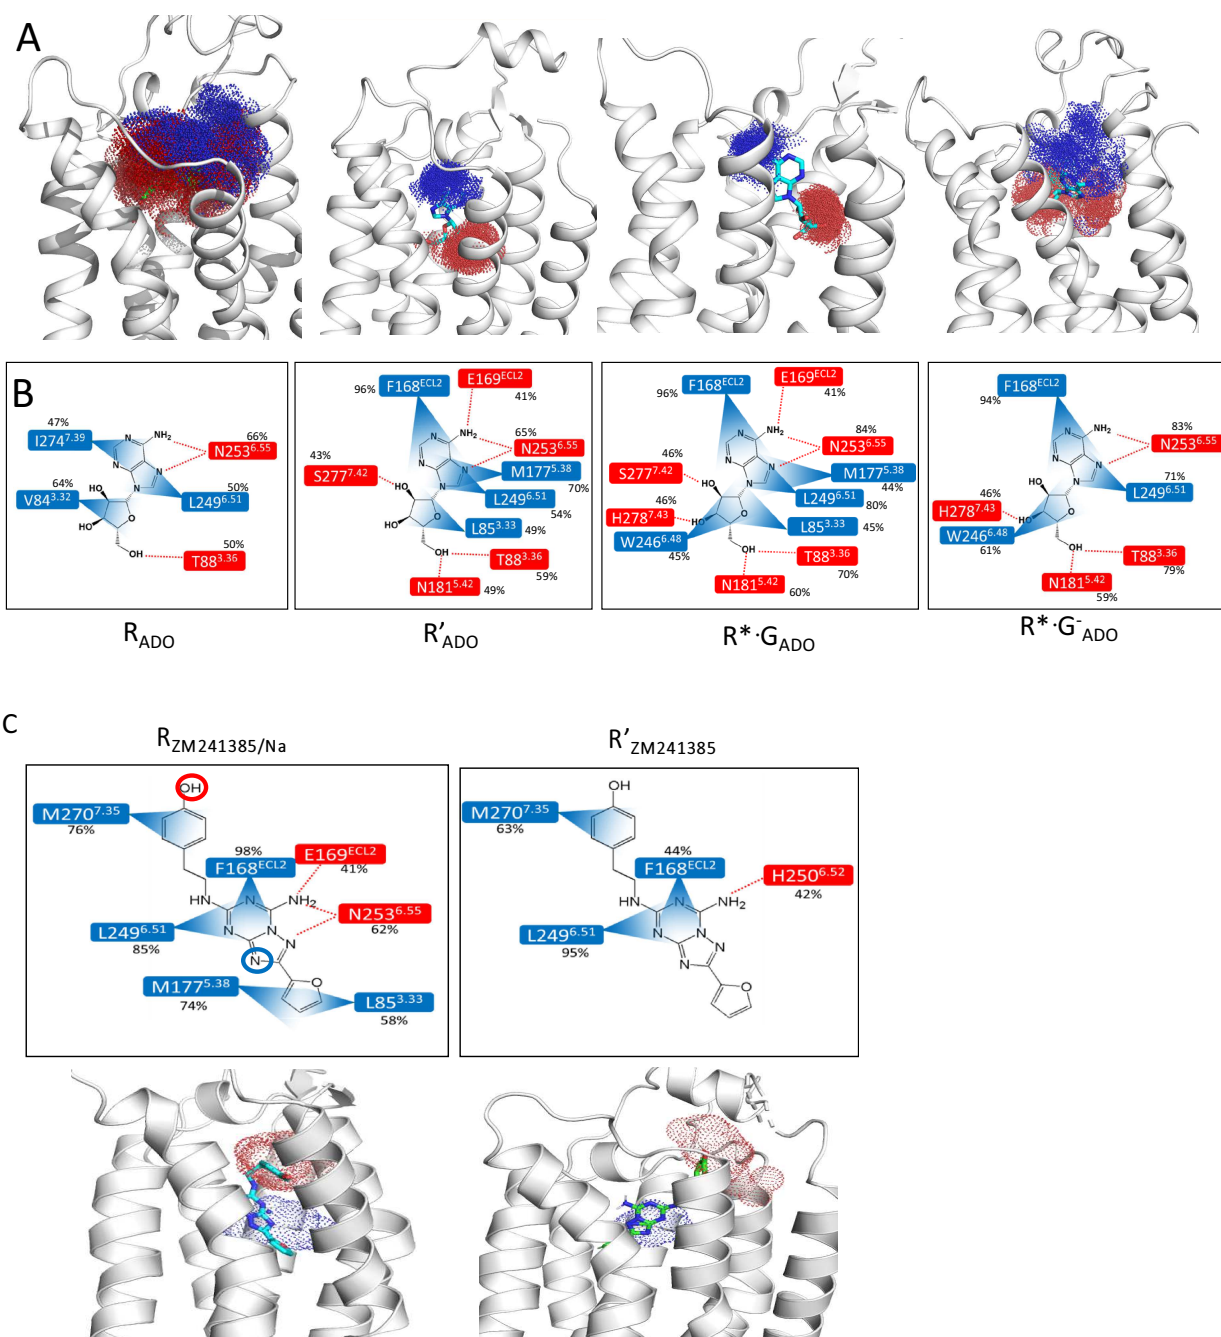 A
B
47%
I274^7.39
NH₂
66%
N253^6.55
N
N
N
N
64%
V84^3.32
HO
HO
O
50%
L249^6.51
50%
OH
T88^3.36
96%
F168^ECL2
E169^ECL2
41%
NH₂
65%
N253^6.55
N
N
N
N
43%
S277^7.42
HO
HO
O
M177^5.38
70%
L249^6.51
54%
L85^3.33
49%
OH
T88^3.36
59%
N181^5.42
49%
96%
F168^ECL2
E169^ECL2
41%
NH₂
84%
N253^6.55
N
N
N
N
46%
S277^7.42
HO
M177^5.38
44%
L249^6.51
80%
46%
H278^7.43
HO
O
L85^3.33
45%
W246^6.48
45%
OH
T88^3.36
70%
N181^5.42
60%
F168^ECL2
94%
NH₂
83%
N253^6.55
N
N
N
N
71%
L249^6.51
46%
H278^7.43
HO
HO
O
W246^6.48
61%
OH
T88^3.36
79%
N181^5.42
59%
R_ADO
R'_ADO
R*·G_ADO
R*·G⁻_ADO
C
R_ZM241385/Na
R'_ZM241385
OH
M270^7.35
76%
98%
F168^ECL2
E169^ECL2
41%
HN
N
NH₂
N253^6.55
62%
L249^6.51
85%
N
N
N
N
O
M177^5.38
74%
L85^3.33
58%
OH
M270^7.35
63%
44%
F168^ECL2
H250^6.52
42%
HN
N
NH₂
L249^6.51
95%
N
N
N
N
O